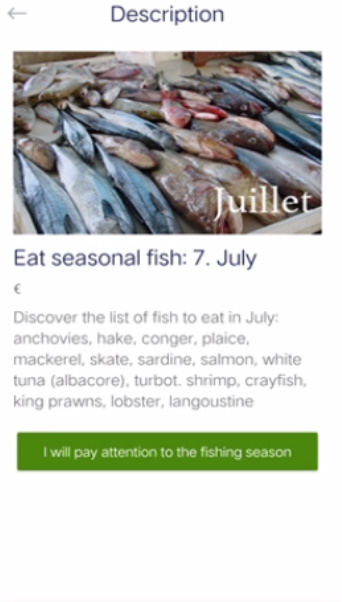 ← Description
Juillet
Eat seasonal fish: 7. July
€
Discover the list of fish to eat in July:
anchovies, hake, conger, plaice,
mackerel, skate, sardine, salmon, white
tuna (albacore), turbot. shrimp, crayfish,
king prawns, lobster, langoustine
I will pay attention to the fishing season